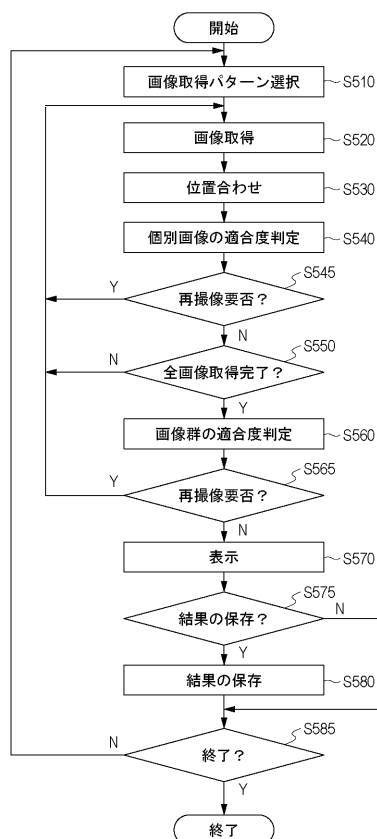 開始
画像取得パターン選択
S510
画像取得
S520
位置合わせ
S530
個別画像の適合度判定
S540
S545
再撮像要否？
Y
N
S550
全画像取得完了？
N
Y
画像群の適合度判定
S560
S565
再撮像要否？
Y
N
表示
S570
S575
結果の保存？
N
Y
結果の保存
S580
S585
終了？
N
Y
終了